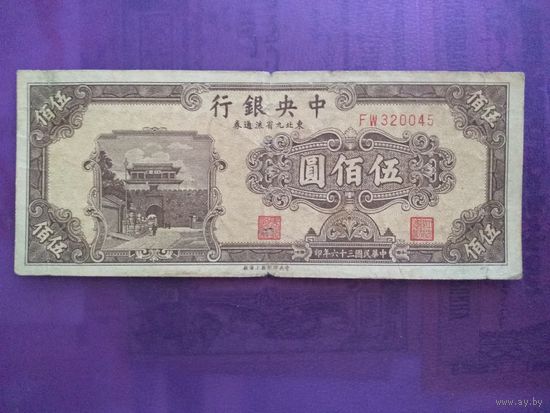 伍佰
伍佰
中央銀行
東北九省流通券
FW320045
伍佰圓
伍佰
伍佰
中華民國三十六年印
www.ay.by